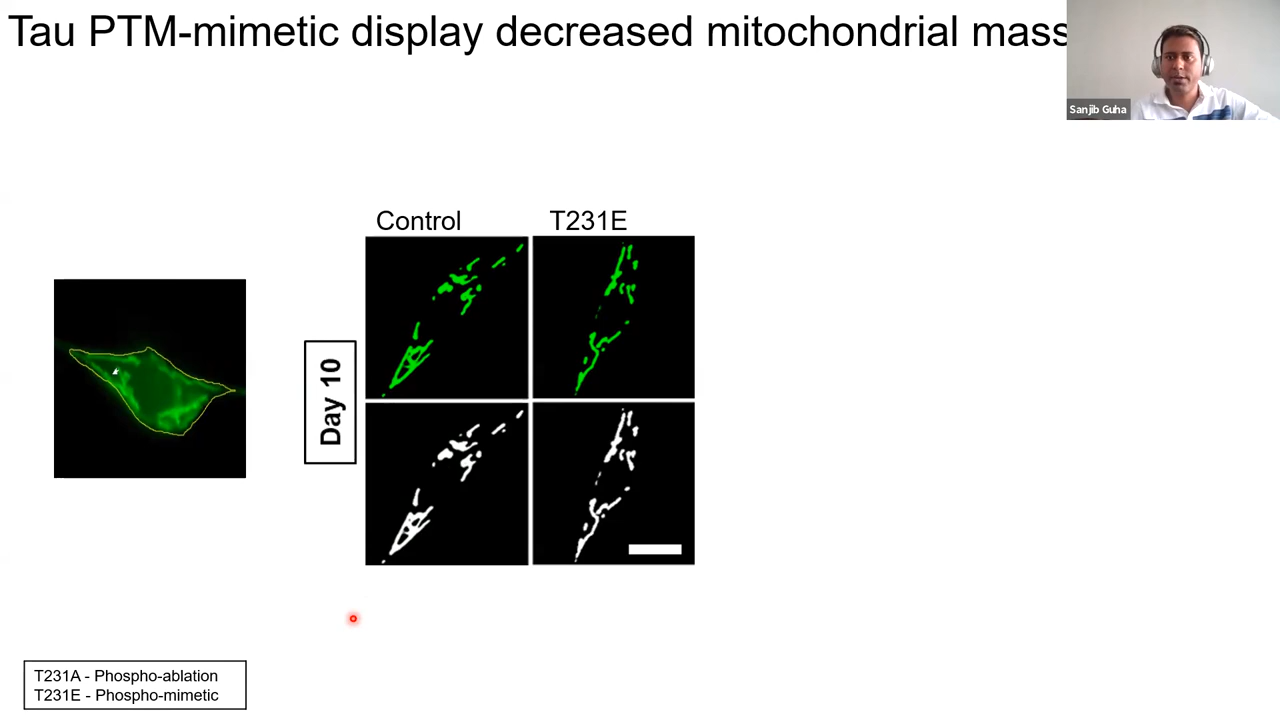 Tau PTM-mimetic display decreased mitochondrial mass
Sanjib Guha
Control
T231E
Day 10
T231A - Phospho-ablation
T231E - Phospho-mimetic